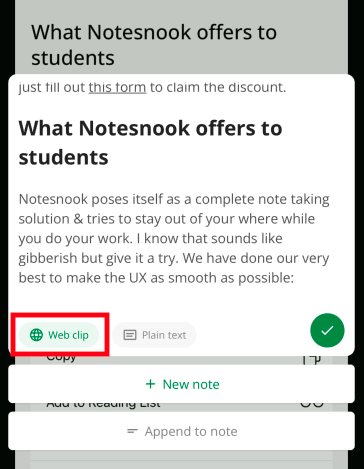 What Notesnook offers to
students
just fill out this form to claim the discount.
What Notesnook offers to
students
Notesnook poses itself as a complete note taking
solution & tries to stay out of your where while
you do your work. I know that sounds like
gibberish but give it a try. We have done our very
best to make the UX as smooth as possible:
Web clip
Plain text
Copy
+ New note
Add to Reading List
Append to note